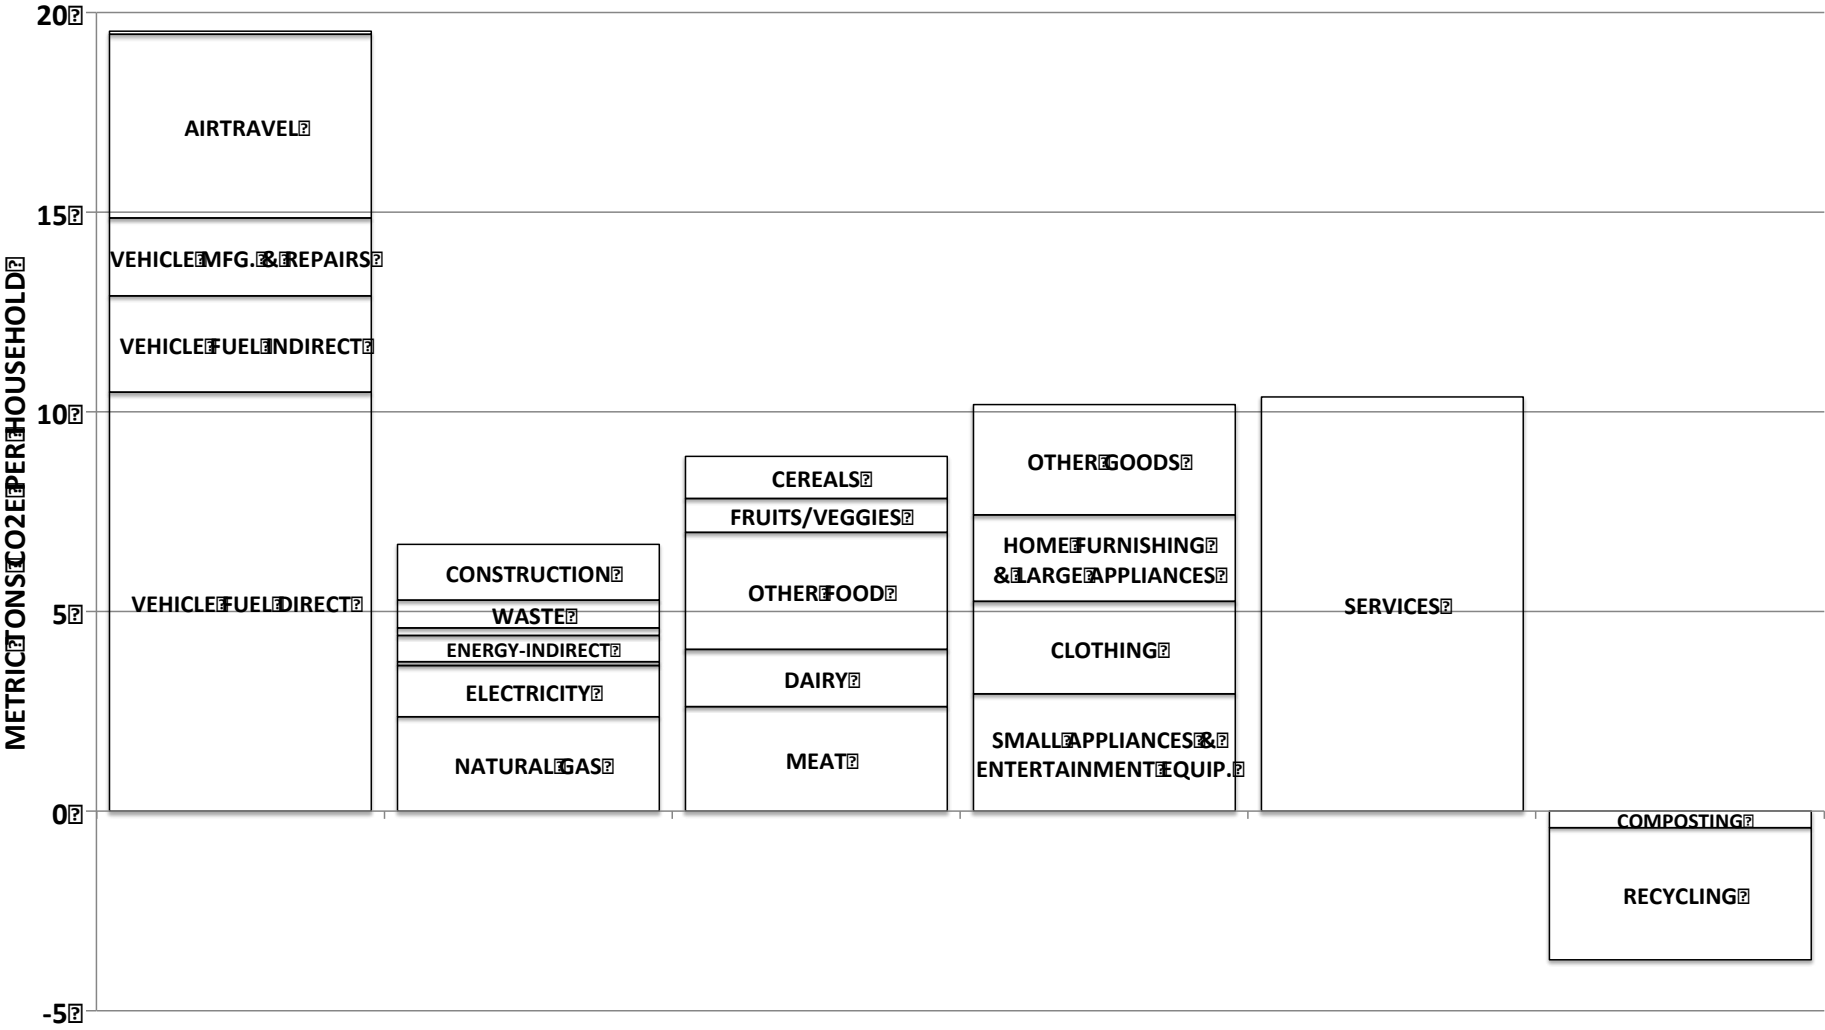 METRIC TONS CO2E PER HOUSEHOLD
20
15
10
5
0
-5
AIRTRAVEL
VEHICLE MFG. & REPAIRS
VEHICLE FUEL INDIRECT
VEHICLE FUEL DIRECT
CONSTRUCTION
WASTE
ENERGY-INDIRECT
ELECTRICITY
NATURAL GAS
CEREALS
FRUITS/VEGGIES
OTHER FOOD
DAIRY
MEAT
OTHER GOODS
HOME FURNISHING
& LARGE APPLIANCES
CLOTHING
SMALL APPLIANCES &
ENTERTAINMENT EQUIP.
SERVICES
COMPOSTING
RECYCLING